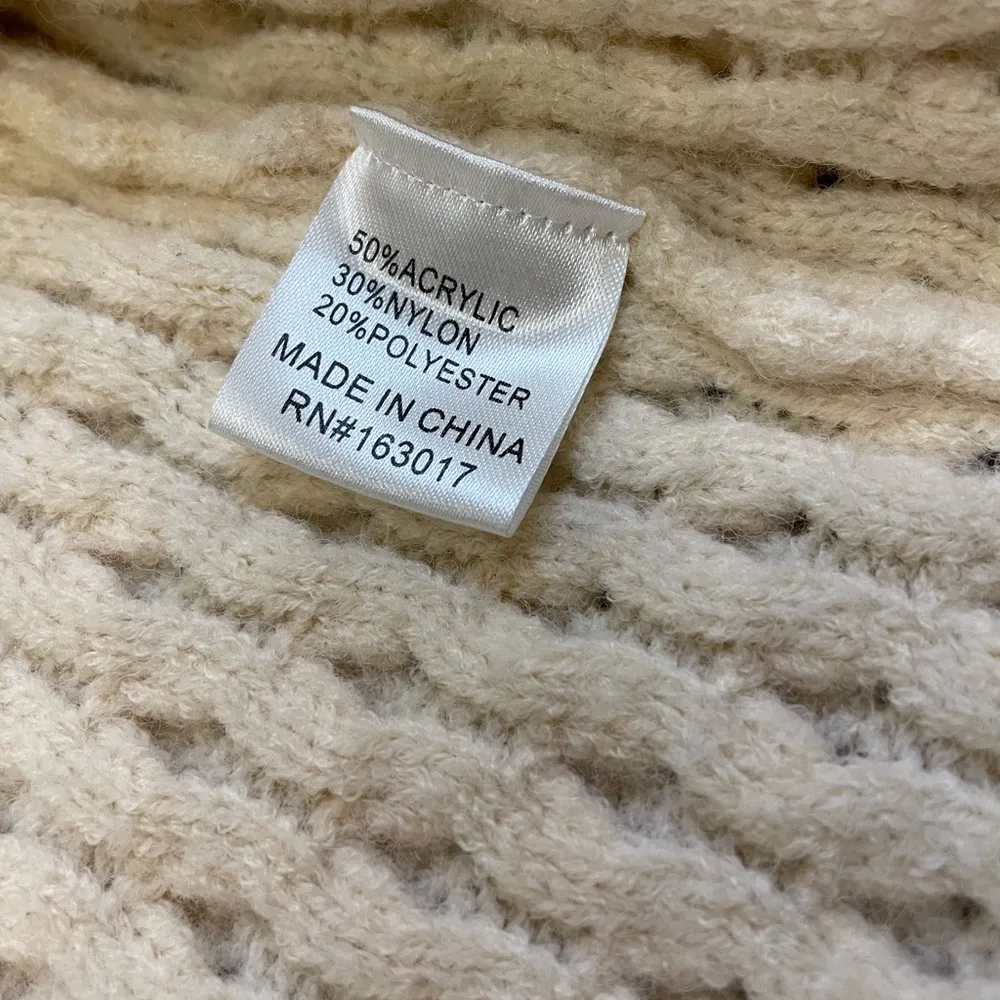 50%ACRYLIC
30%NYLON
20%POLYESTER
MADE IN CHINA
RN#163017